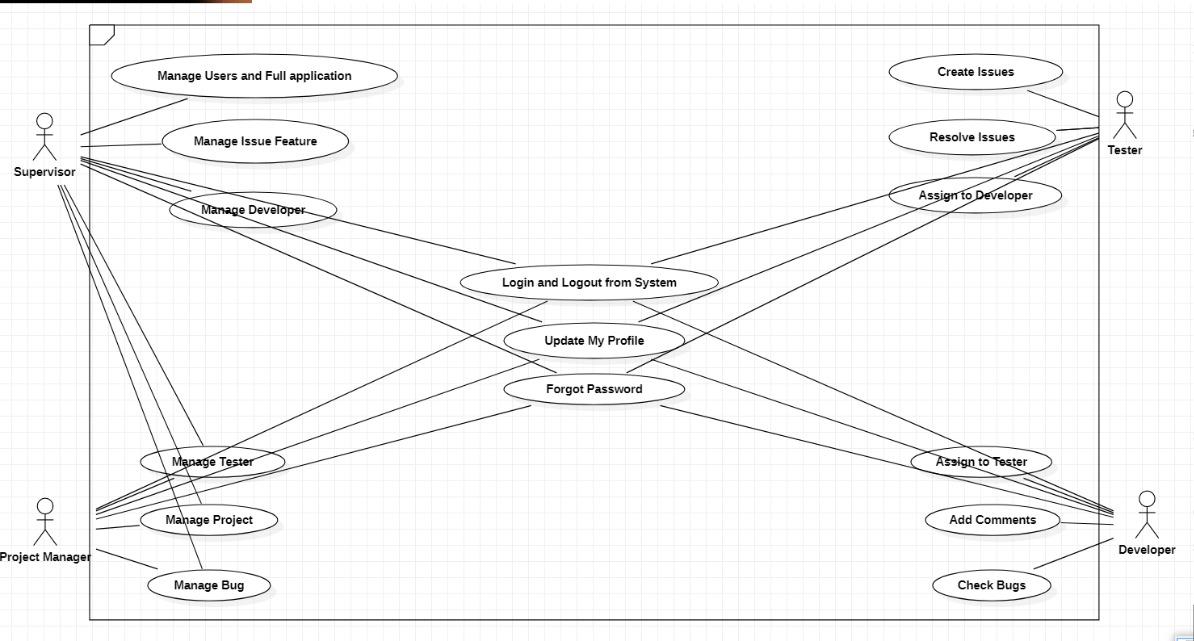 Manage Users and Full application
Create Issues
Manage Issue Feature
Resolve Issues
Tester
Supervisor
Manage Developer
Assign to Developer
Login and Logout from System
Update My Profile
Forgot Password
Manage Tester
Assign to Tester
Manage Project
Add Comments
Project Manager
Developer
Manage Bug
Check Bugs